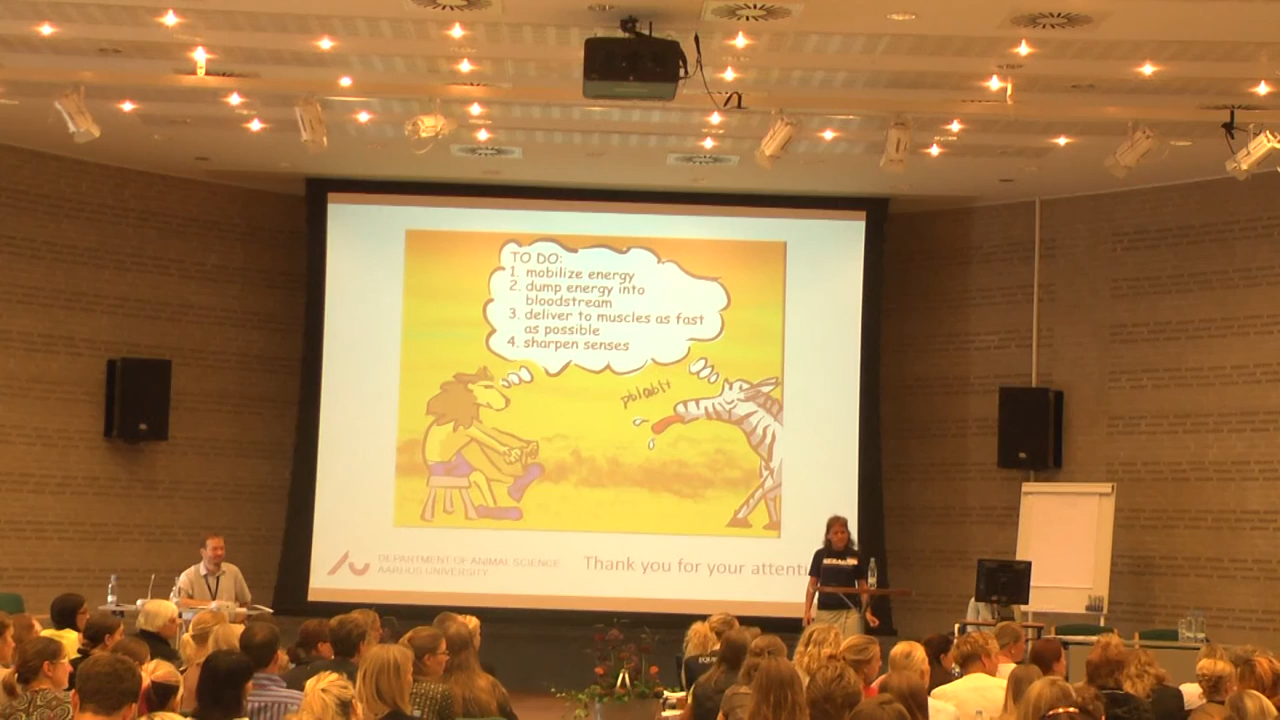 TO DO:
1. mobilize energy
2. dump energy into
bloodstream
3. deliver to muscles as fast
as possible
4. sharpen senses
pblablt
DEPARTMENT OF ANIMAL SCIENCE
AARHUS UNIVERSITY
Thank you for your attenti